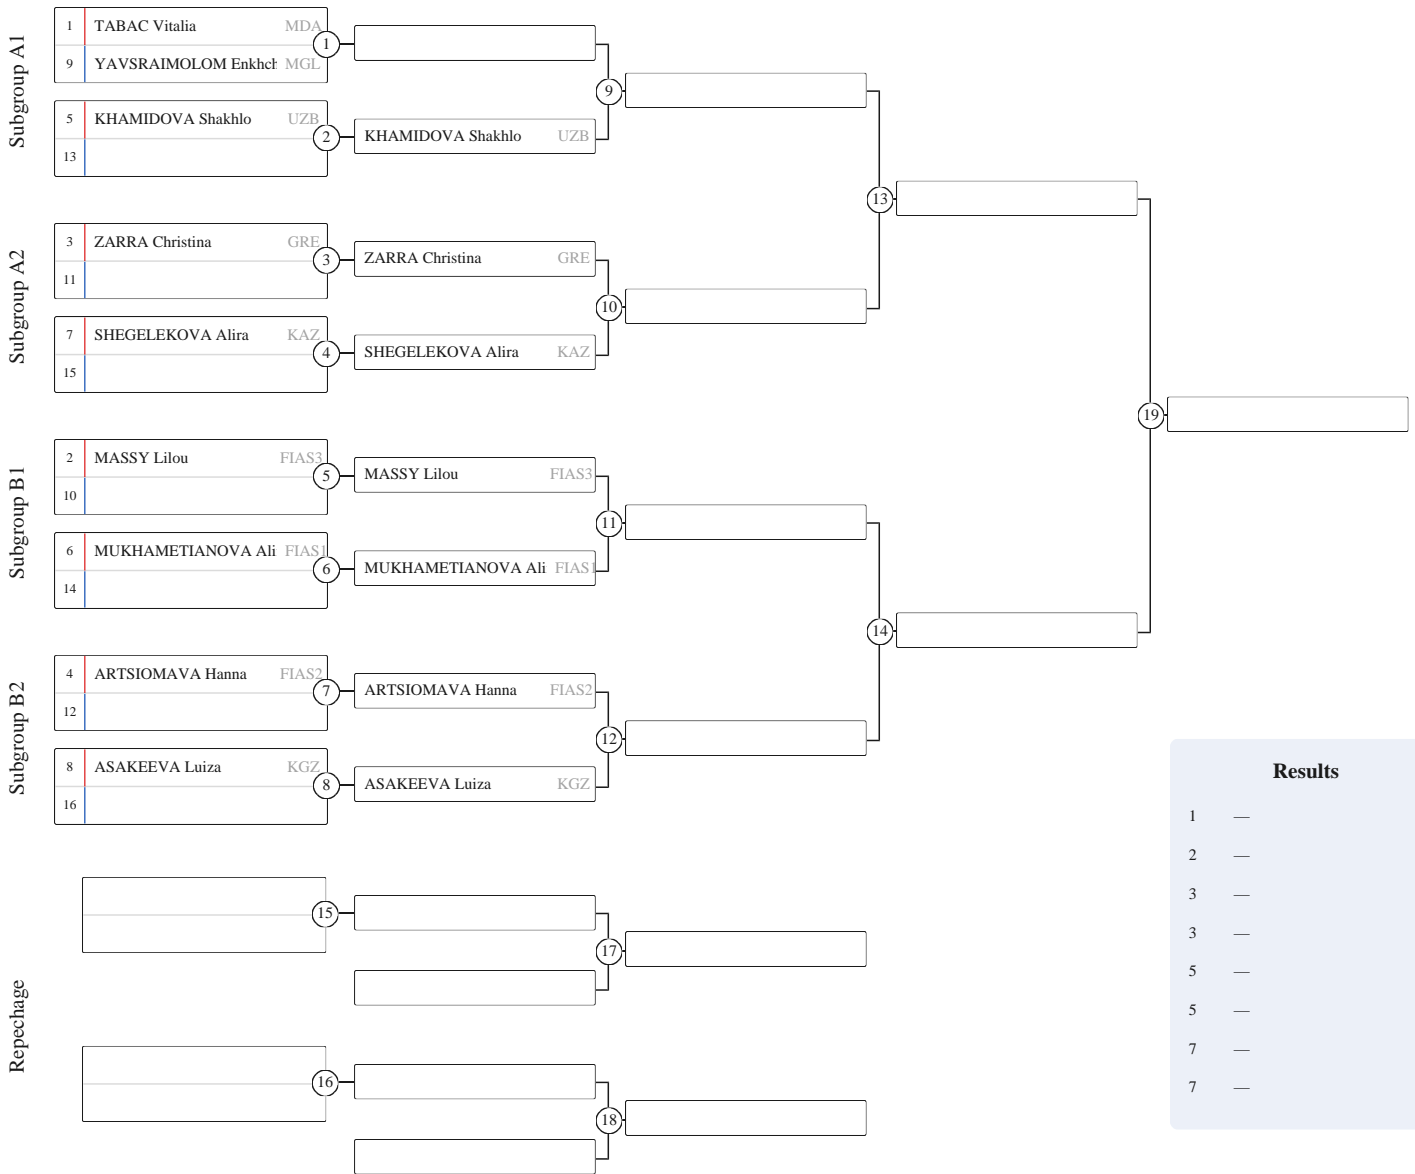 Subgroup A1
1 TABAC Vitalia MDA
9 YAVSRAIMOLOM Enkhch MGL
1
5 KHAMIDOVA Shakhlo UZB
13
2
KHAMIDOVA Shakhlo UZB
9
Subgroup A2
3 ZARRA Christina GRE
11
3
ZARRA Christina GRE
7 SHEGELEKOVA Alira KAZ
15
4
SHEGELEKOVA Alira KAZ
10
13
Subgroup B1
2 MASSY Lilou FIAS3
10
5
MASSY Lilou FIAS3
6 MUKHAMETIANOVA Ali FIAS1
14
6
MUKHAMETIANOVA Ali FIAS1
11
Subgroup B2
4 ARTSIOMAVA Hanna FIAS2
12
7
ARTSIOMAVA Hanna FIAS2
8 ASAKEEVA Luiza KGZ
16
8
ASAKEEVA Luiza KGZ
12
14
19
Repechage
15
17
16
18
Results
1 —
2 —
3 —
3 —
5 —
5 —
7 —
7 —